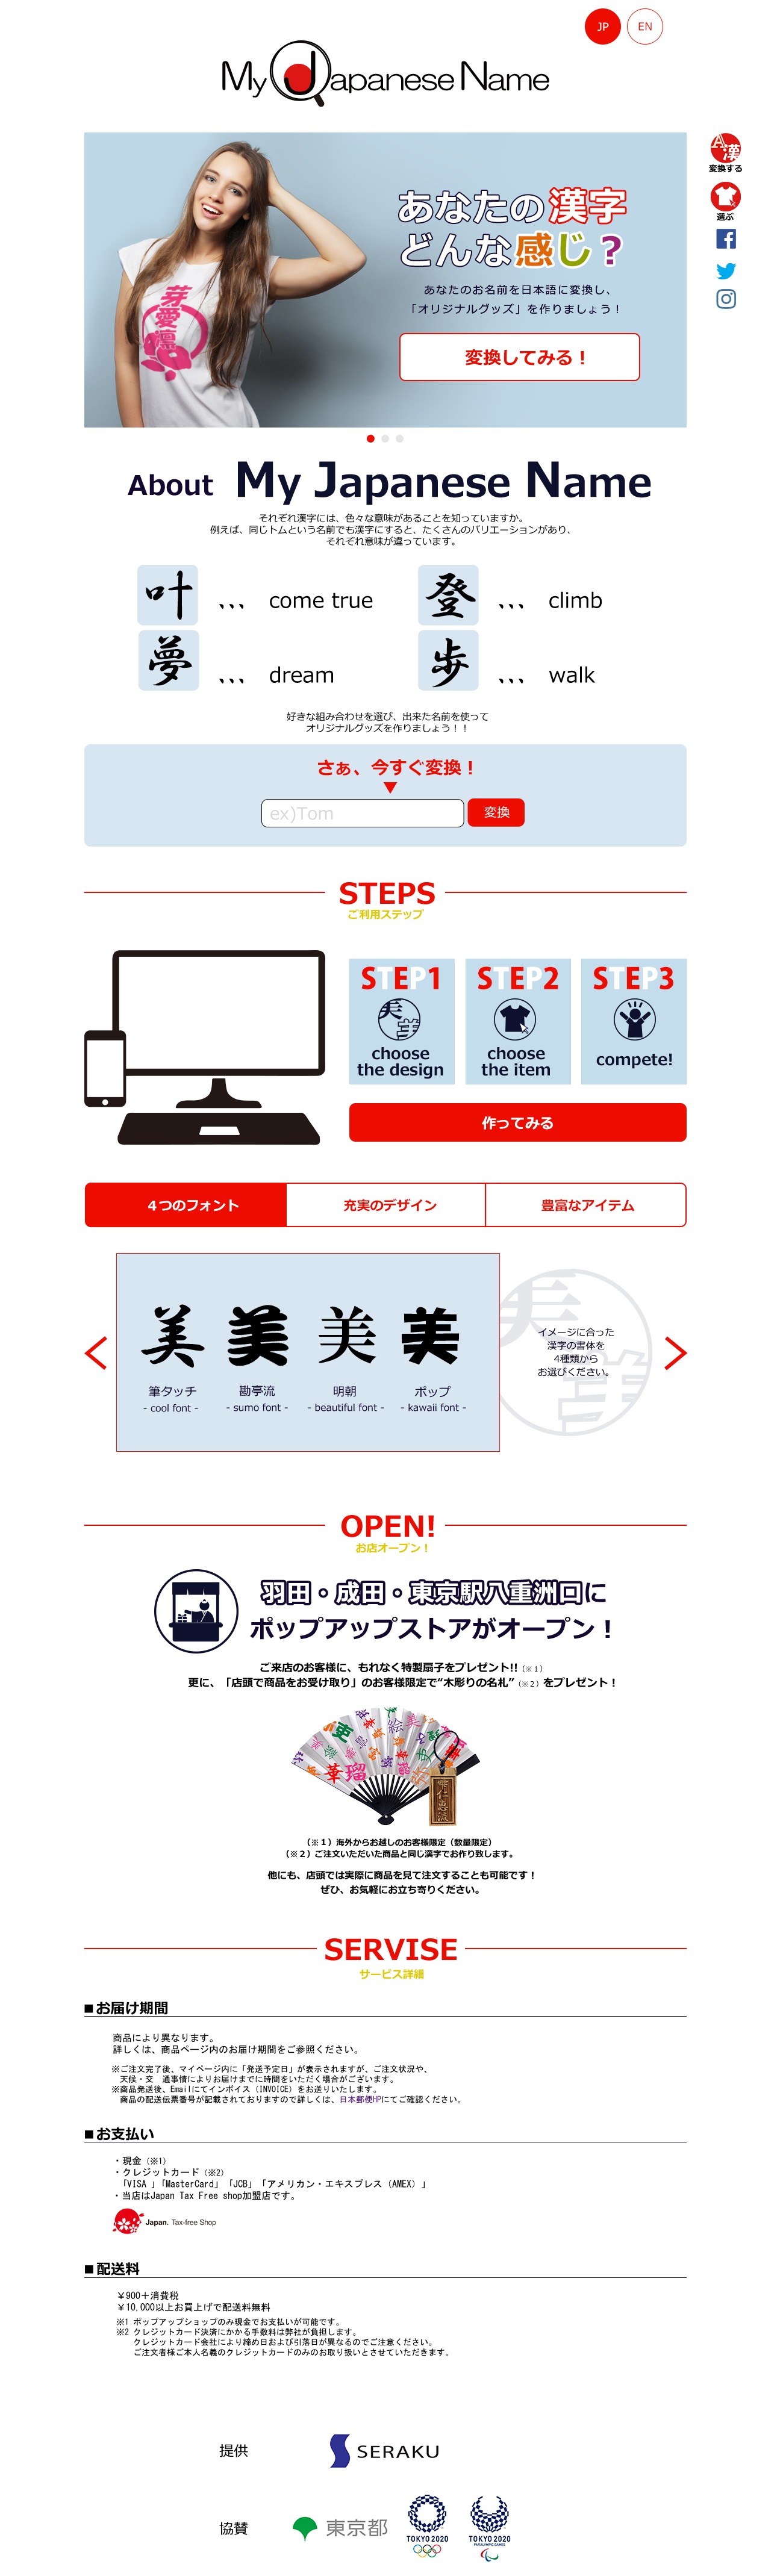 JP
EN
My Japanese Name
A漢
変換する
選ぶ
芽愛
あなたの漢字
どんな感じ？
あなたのお名前を日本語に変換し、
「オリジナルグッズ」を作りましょう！
変換してみる！
About My Japanese Name
それぞれ漢字には、色々な意味があることを知っていますか。
例えば、同じトムという名前でも漢字にすると、たくさんのバリエーションがあり、
それぞれ意味が違っています。
叶 、、、 come true
登 、、、 climb
夢 、、、 dream
歩 、、、 walk
好きな組み合わせを選び、出来た名前を使って
オリジナルグッズを作りましょう！！
さぁ、今すぐ変換！
ex)Tom
変換
STEPS
ご利用ステップ
STEP1
choose
the design
STEP2
choose
the item
STEP3
compete!
作ってみる
４つのフォント
充実のデザイン
豊富なアイテム
美 美 美 美
筆タッチ 勘亭流 明朝 ポップ
- cool font - - sumo font - - beautiful font - - kawaii font -
イメージに合った
漢字の書体を
4種類から
お選びください。
OPEN!
お店オープン！
羽田・成田・東京駅八重洲口に
ポップアップストアがオープン！
ご来店のお客様に、もれなく特製扇子をプレゼント!!（※１）
更に、「店頭で商品をお受け取り」のお客様限定で“木彫りの名札”（※２）をプレゼント！
（※１）海外からお越しのお客様限定（数量限定）
（※２）ご注文いただいた商品と同じ漢字でお作り致します。
他にも、店頭では実際に商品を見て注文することも可能です！
ぜひ、お気軽にお立ち寄りください。
SERVISE
サービス詳細
■お届け期間
商品により異なります。
詳しくは、商品ページ内のお届け期間をご参照ください。
※ご注文完了後、マイページ内に「発送予定日」が表示されますが、ご注文状況や、
天候・交　通事情によりお届けまでに時間をいただく場合がございます。
※商品発送後、Emailにてインボイス（INVOICE）をお送りいたします。
商品の配送伝票番号が記載されておりますので詳しくは、日本郵便HPにてご確認ください。
■お支払い
・現金（※1）
・クレジットカード（※2）
「VISA 」「MasterCard」「JCB」「アメリカン・エキスプレス（AMEX）」
・当店はJapan Tax Free shop加盟店です。
Japan. Tax-free Shop
■配送料
￥900＋消費税
￥10,000以上お買上げで配送料無料
※1 ポップアップショップのみ現金でお支払いが可能です。
※2 クレジットカード決済にかかる手数料は弊社が負担します。
クレジットカード会社により締め日および引落日が異なるのでご注意ください。
ご注文者様ご本人名義のクレジットカードのみのお取り扱いとさせていただきます。
提供
SERAKU
協賛
東京都
TOKYO 2020
TOKYO 2020
PARALYMPIC GAMES